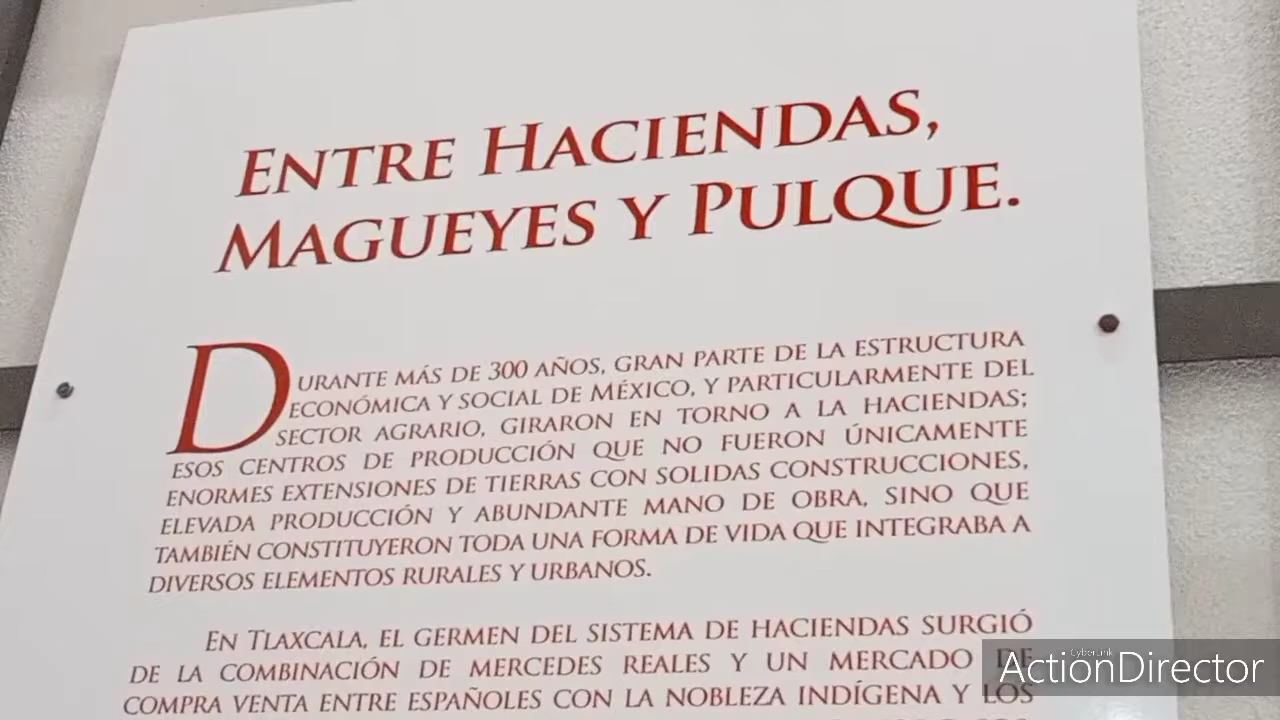 ENTRE HACIENDAS,
MAGUEYES Y PULQUE.
DURANTE MÁS DE 300 AÑOS, GRAN PARTE DE LA ESTRUCTURA
ECONÓMICA Y SOCIAL DE MÉXICO, Y PARTICULARMENTE DEL
SECTOR AGRARIO, GIRARON EN TORNO A LA HACIENDAS;
ESOS CENTROS DE PRODUCCIÓN QUE NO FUERON ÚNICAMENTE
ENORMES EXTENSIONES DE TIERRAS CON SOLIDAS CONSTRUCCIONES,
ELEVADA PRODUCCIÓN Y ABUNDANTE MANO DE OBRA, SINO QUE
TAMBIÉN CONSTITUYERON TODA UNA FORMA DE VIDA QUE INTEGRABA A
DIVERSOS ELEMENTOS RURALES Y URBANOS.
EN TLAXCALA, EL GERMEN DEL SISTEMA DE HACIENDAS SURGIÓ
DE LA COMBINACIÓN DE MERCEDES REALES Y UN MERCADO DE
COMPRA VENTA ENTRE ESPAÑOLES CON LA NOBLEZA INDÍGENA Y LOS
CyberLink
ActionDirector